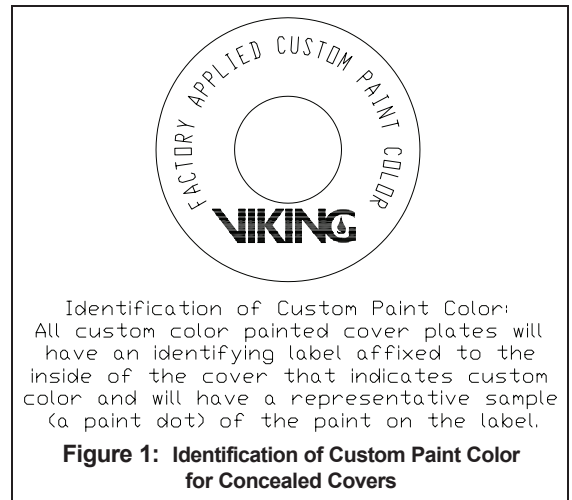 FACTORY APPLIED CUSTOM PAINT COLOR
VIKING
Identification of Custom Paint Color:
All custom color painted cover plates will
have an identifying label affixed to the
inside of the cover that indicates custom
color and will have a representative sample
(a paint dot) of the paint on the label.
Figure 1: Identification of Custom Paint Color
for Concealed Covers